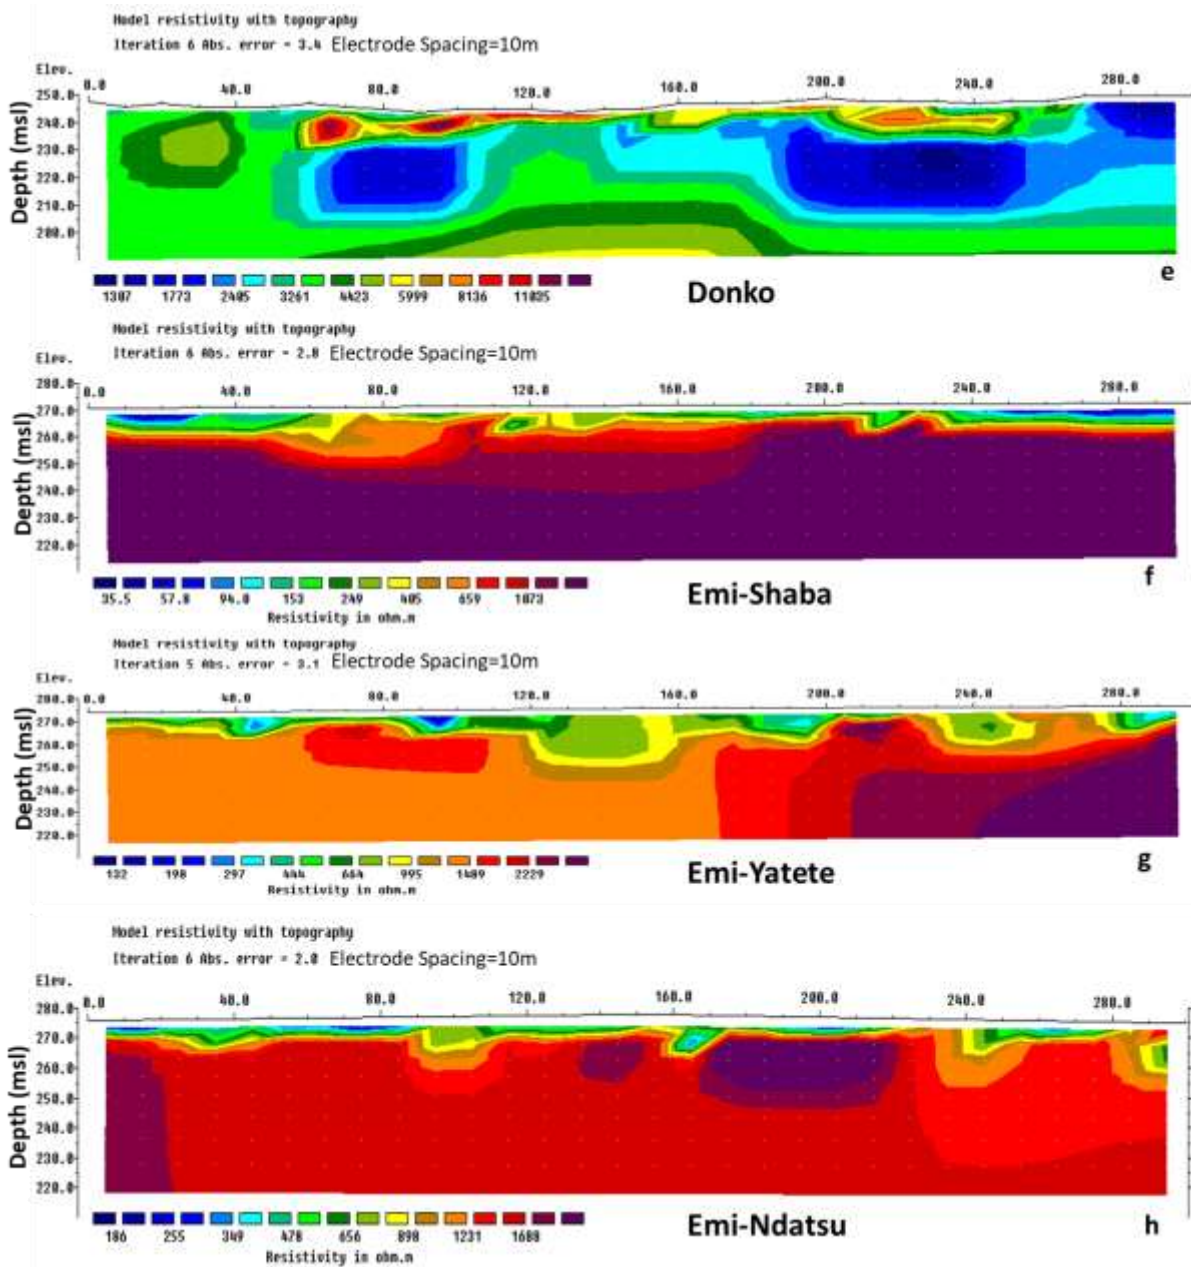 Model resistivity with topography
Iteration 6 Abs. error = 3.4 Electrode Spacing=10m
Elev.
0.0 40.0 80.0 120.0 160.0 200.0 240.0 280.0
250.0
240.0
230.0
220.0
210.0
200.0
Depth (msl)
e
1307 1773 2405 3261 4423 5999 8136 11035
Donko
Model resistivity with topography
Iteration 6 Abs. error = 2.8 Electrode Spacing=10m
Elev.
280.0 0.0 40.0 80.0 120.0 160.0 200.0 240.0 280.0
270.0
260.0
250.0
240.0
230.0
220.0
Depth (msl)
f
35.5 57.8 94.0 153 249 405 659 1073
Emi-Shaba
Resistivity in ohm.m
Model resistivity with topography
Iteration 5 Abs. error = 3.1 Electrode Spacing=10m
Elev.
280.0 0.0 40.0 80.0 120.0 160.0 200.0 240.0 280.0
270.0
260.0
250.0
240.0
230.0
220.0
Depth (msl)
g
132 198 297 444 664 995 1489 2229
Emi-Yatete
Resistivity in ohm.m
Model resistivity with topography
Iteration 6 Abs. error = 2.0 Electrode Spacing=10m
Elev.
280.0 0.0 40.0 80.0 120.0 160.0 200.0 240.0 280.0
270.0
260.0
250.0
240.0
230.0
220.0
Depth (msl)
186 255 349 478 656 898 1231 1688
Emi-Ndatsu
h
Resistivity in ohm.m